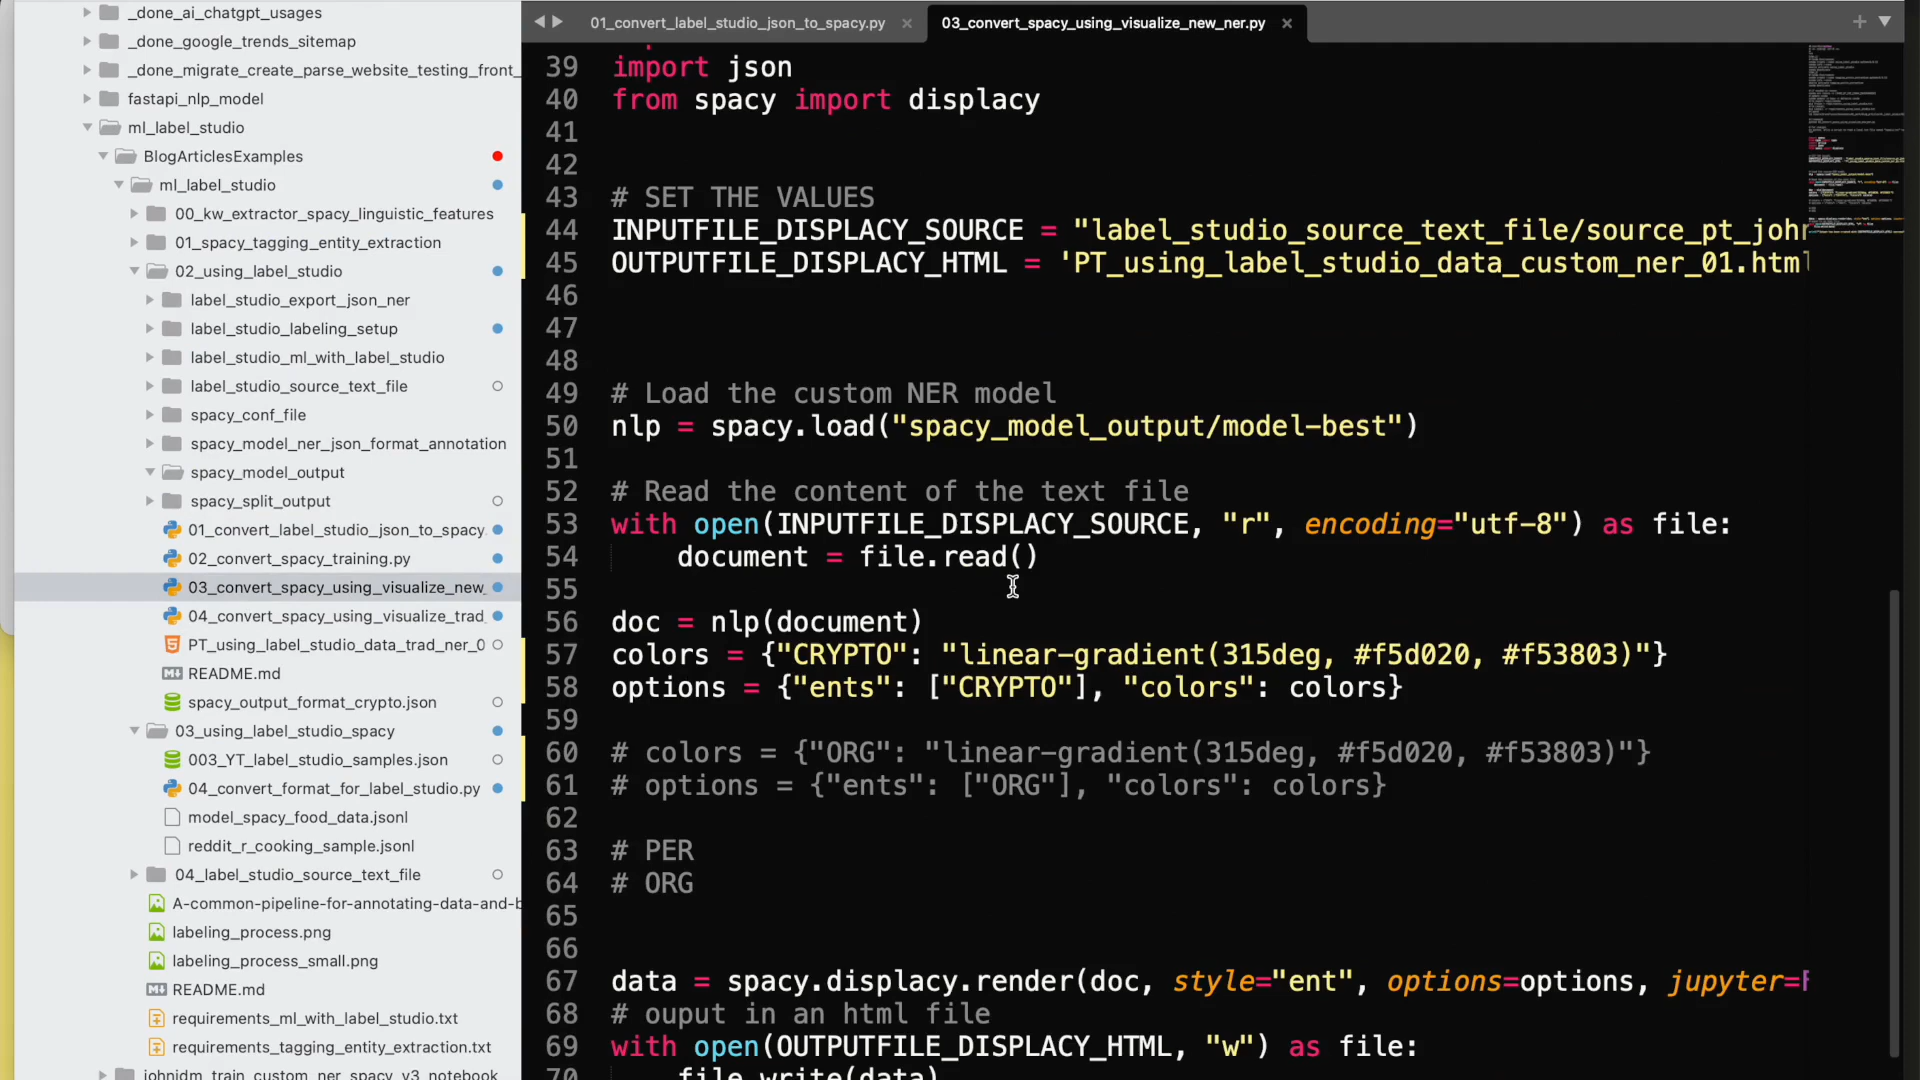 _done_ai_chatgpt_usages
_done_google_trends_sitemap
_done_migrate_create_parse_website_testing_front_
fastapi_nlp_model
ml_label_studio
BlogArticlesExamples
ml_label_studio
00_kw_extractor_spacy_linguistic_features
01_spacy_tagging_entity_extraction
02_using_label_studio
label_studio_export_json_ner
label_studio_labeling_setup
label_studio_ml_with_label_studio
label_studio_source_text_file
spacy_conf_file
spacy_model_ner_json_format_annotation
spacy_model_output
spacy_split_output
01_convert_label_studio_json_to_spacy.
02_convert_spacy_training.py
03_convert_spacy_using_visualize_new_
04_convert_spacy_using_visualize_trad_
PT_using_label_studio_data_trad_ner_0
README.md
spacy_output_format_crypto.json
03_using_label_studio_spacy
003_YT_label_studio_samples.json
04_convert_format_for_label_studio.py
model_spacy_food_data.jsonl
reddit_r_cooking_sample.jsonl
04_label_studio_source_text_file
A-common-pipeline-for-annotating-data-and-b
labeling_process.png
labeling_process_small.png
README.md
requirements_ml_with_label_studio.txt
requirements_tagging_entity_extraction.txt
johnidm_train_custom_ner_spacy_v3_notebook
01_convert_label_studio_json_to_spacy.py
03_convert_spacy_using_visualize_new_ner.py
39 import json
40 from spacy import displacy
41
42
43 # SET THE VALUES
44 INPUTFILE_DISPLACY_SOURCE = "label_studio_source_text_file/source_pt_john
45 OUTPUTFILE_DISPLACY_HTML = 'PT_using_label_studio_data_custom_ner_01.html
46
47
48
49 # Load the custom NER model
50 nlp = spacy.load("spacy_model_output/model-best")
51
52 # Read the content of the text file
53 with open(INPUTFILE_DISPLACY_SOURCE, "r", encoding="utf-8") as file:
54 document = file.read()
55
56 doc = nlp(document)
57 colors = {"CRYPTO": "linear-gradient(315deg, #f5d020, #f53803)"}
58 options = {"ents": ["CRYPTO"], "colors": colors}
59
60 # colors = {"ORG": "linear-gradient(315deg, #f5d020, #f53803)"}
61 # options = {"ents": ["ORG"], "colors": colors}
62
63 # PER
64 # ORG
65
66
67 data = spacy.displacy.render(doc, style="ent", options=options, jupyter=F
68 # ouput in an html file
69 with open(OUTPUTFILE_DISPLACY_HTML, "w") as file:
70 file.write(data)